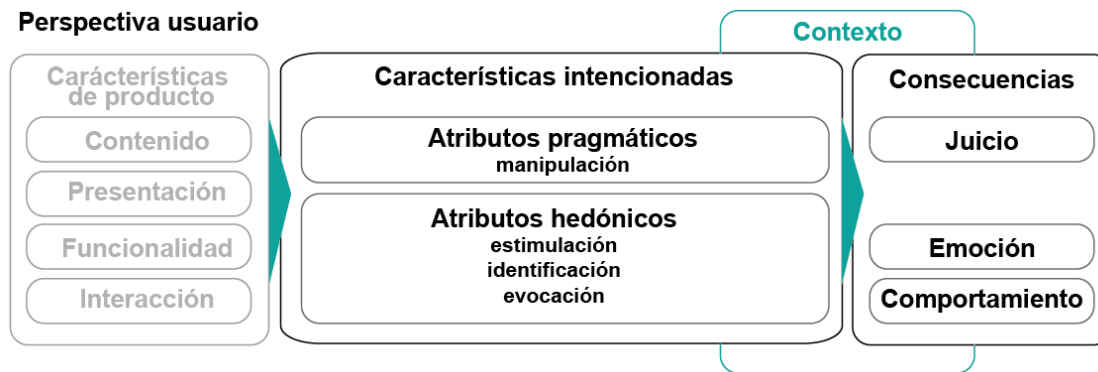 Perspectiva usuario
Contexto
Carácterísticas
de producto
Contenido
Presentación
Funcionalidad
Interacción
Características intencionadas
Atributos pragmáticos
manipulación
Atributos hedónicos
estimulación
identificación
evocación
Consecuencias
Juicio
Emoción
Comportamiento